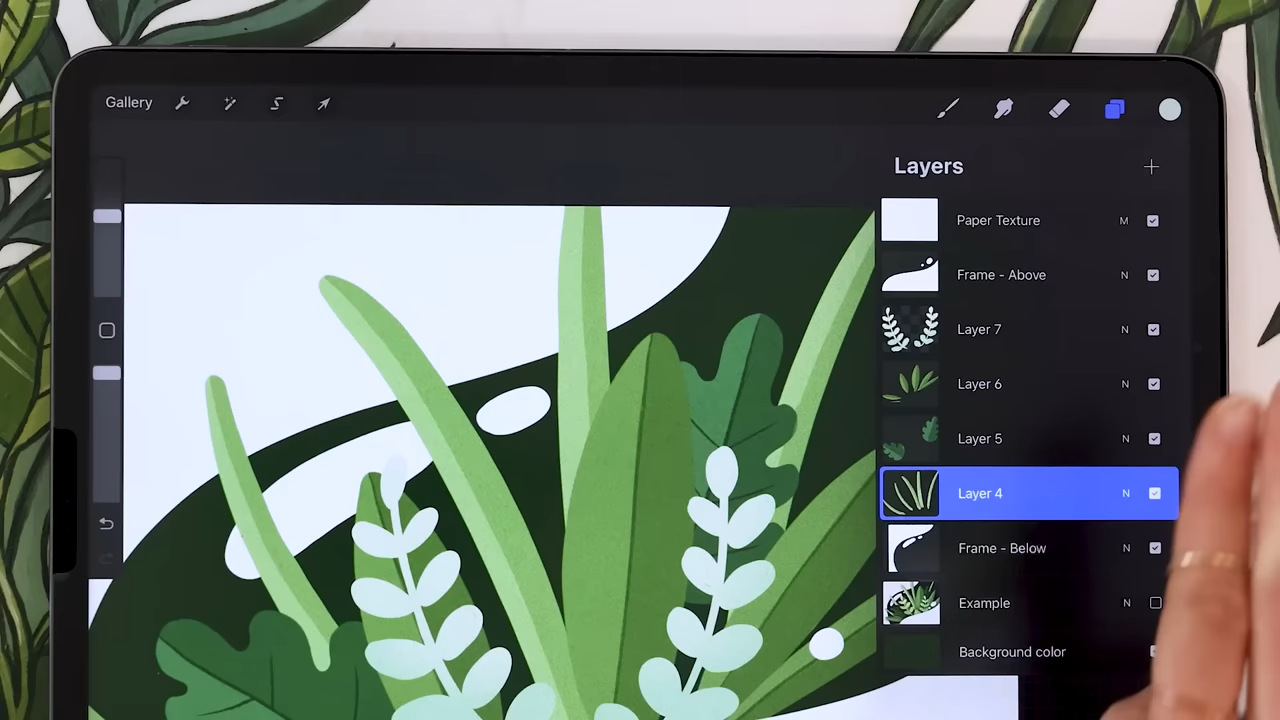 Gallery
Layers
Paper Texture M
Frame - Above N
Layer 7 N
Layer 6 N
Layer 5 N
Layer 4 N
Frame - Below N
Example N
Background color